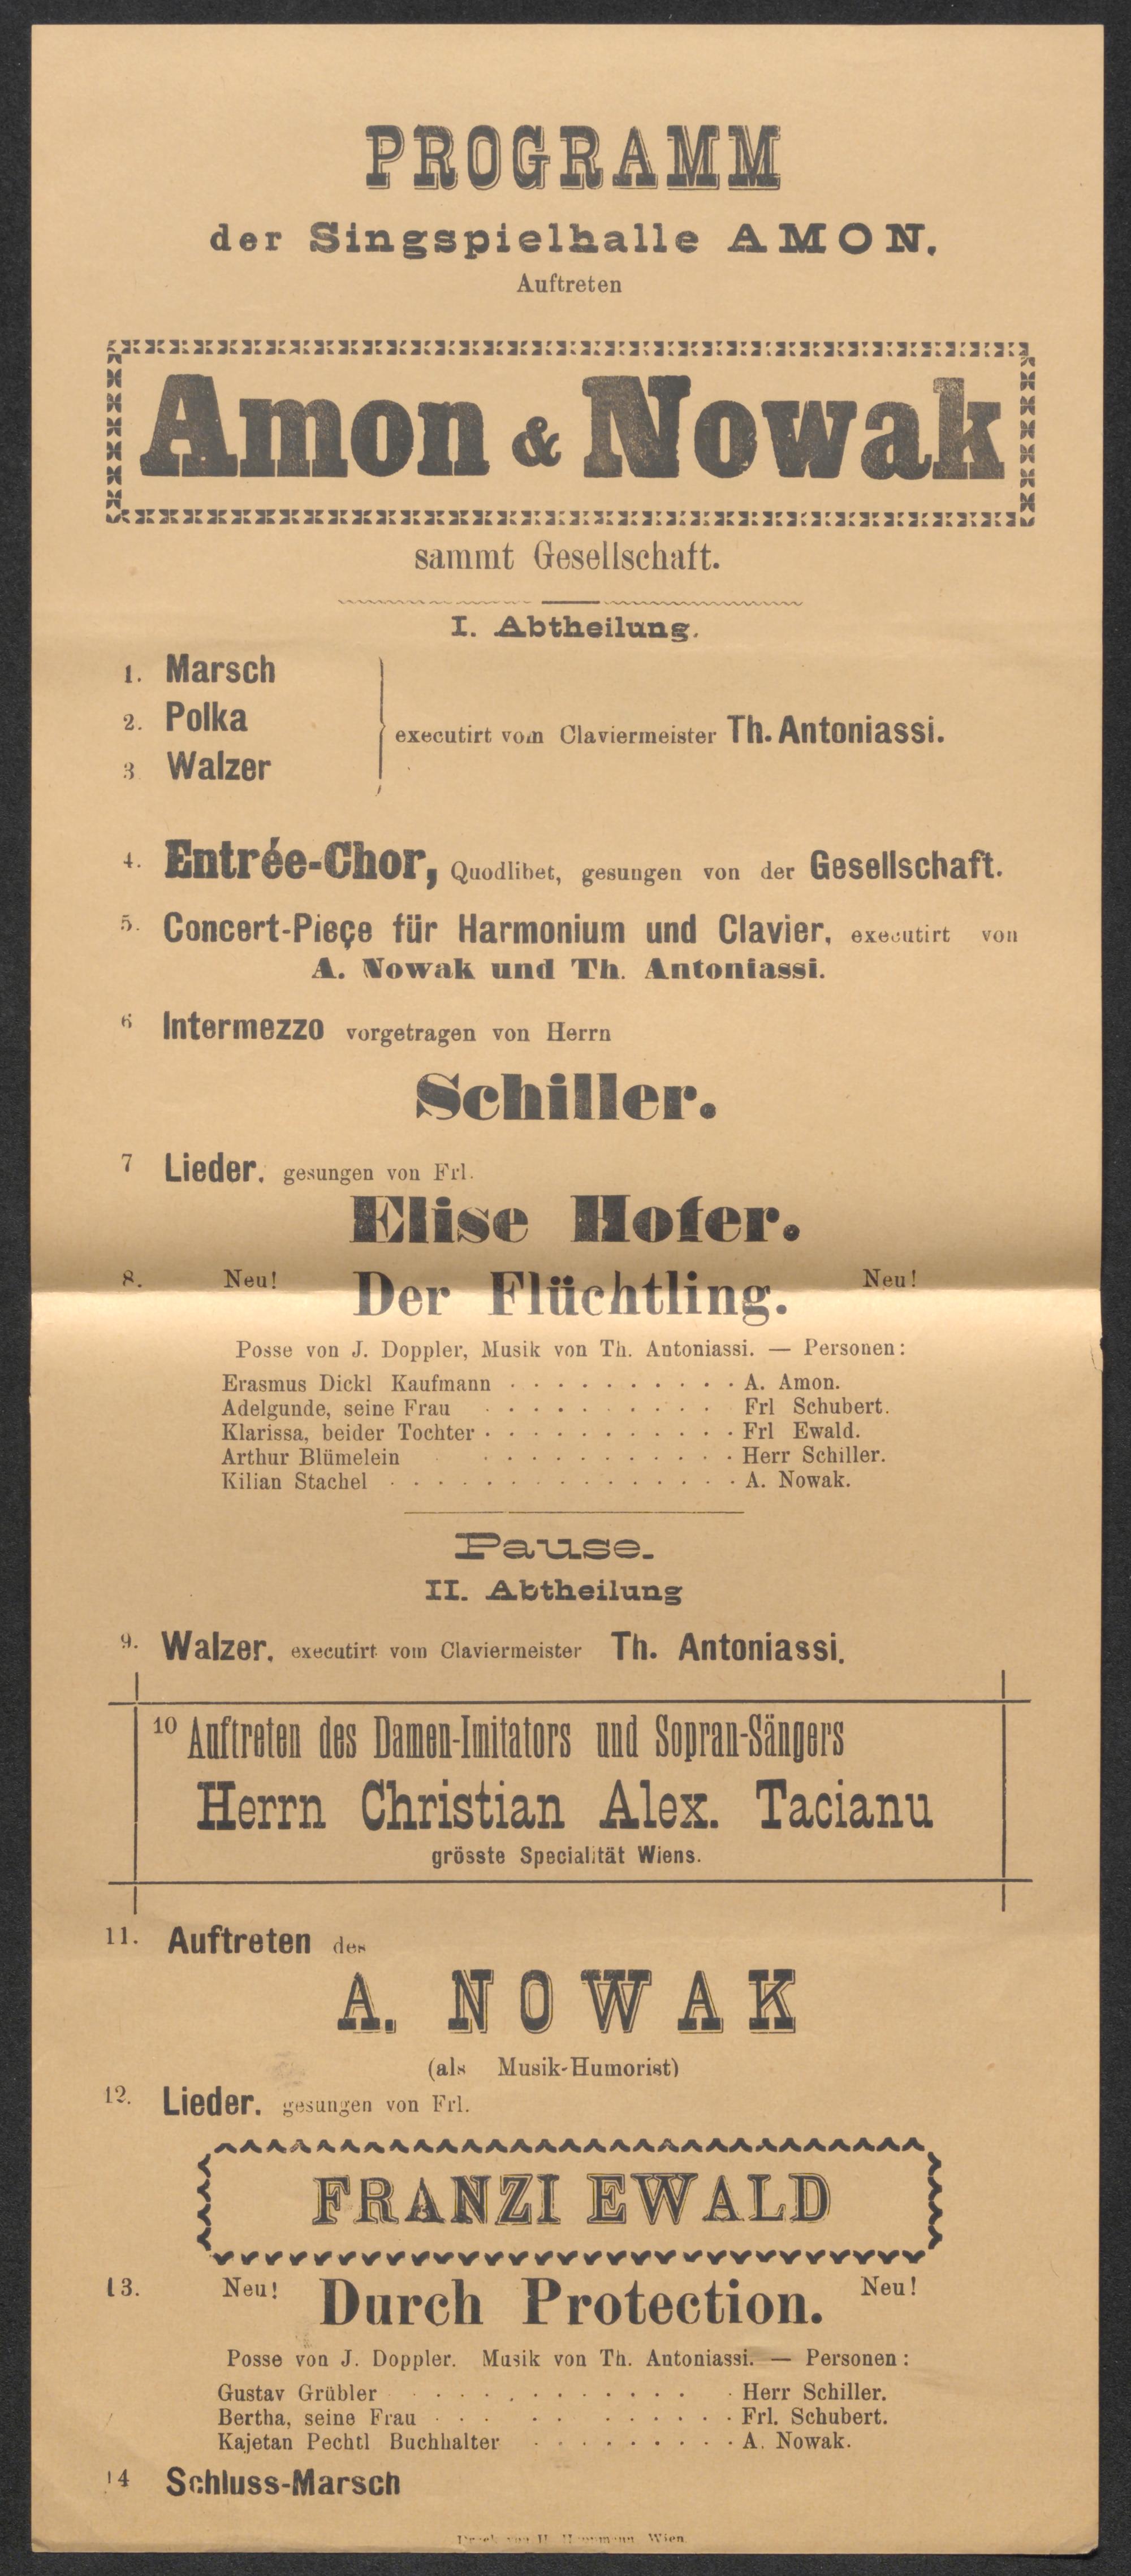 PROGRAMM
der Singspielhalle AMON.
Auftreten
Amon & Nowak
sammt Gesellschaft.
I. Abtheilung.
1. Marsch
2. Polka
executirt vom Claviermeister Th. Antoniassi.
3 Walzer
4. Entrée-Chor, Quodlibet, gesungen von der Gesellschaft.
5. Concert-Pieçe für Harmonium und Clavier, executirt von
A. Nowak und Th. Antoniassi.
6 Intermezzo vorgetragen von Herrn
Schiller.
7 Lieder, gesungen von Frl.
Elise Hofer.
8. Neu! Der Flüchtling. Neu!
Posse von J. Doppler, Musik von Th. Antoniassi. — Personen:
Erasmus Dickl Kaufmann . . . . . . . . . . A. Amon.
Adelgunde, seine Frau . . . . . . . . . . Frl Schubert.
Klarissa, beider Tochter . . . . . . . . . . . Frl Ewald.
Arthur Blümelein . . . . . . . . . . . Herr Schiller.
Kilian Stachel . . . . . . . . . . . . . . . A. Nowak.
Pause.
II. Abtheilung
9. Walzer, executirt vom Claviermeister Th. Antoniassi.
10 Auftreten des Damen-Imitators und Sopran-Sängers
Herrn Christian Alex. Tacianu
grösste Specialität Wiens.
11. Auftreten des
A. NOWAK
(als Musik-Humorist)
12. Lieder, gesungen von Frl.
FRANZI EWALD
13. Neu! Durch Protection. Neu!
Posse von J. Doppler. Musik von Th. Antoniassi. — Personen:
Gustav Grübler . . . . . . . . . . . . . Herr Schiller.
Bertha, seine Frau . . . . . . . . . . . Frl. Schubert.
Kajetan Pechtl Buchhalter . . . . . . . . . A. Nowak.
14 Schluss-Marsch
Druck von H. Wien